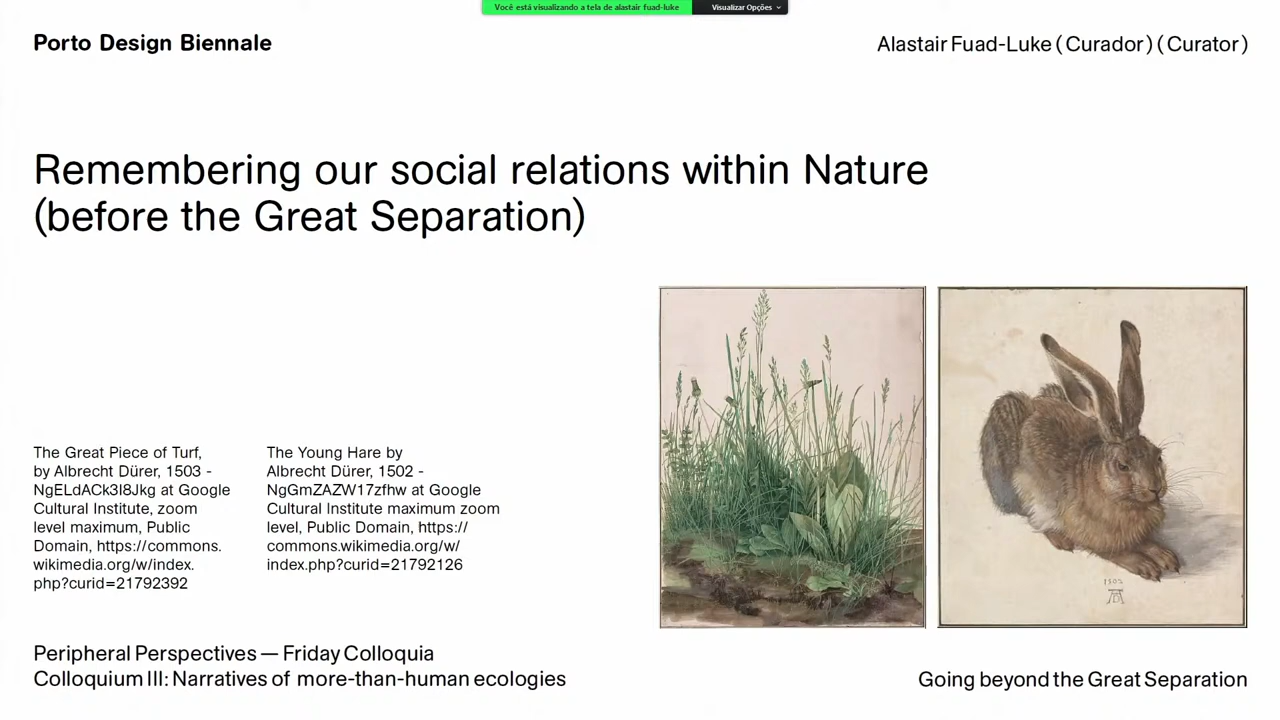 Você está visualizando a tela de alastair fuad-luke
Visualizar Opções
Porto Design Biennale
Alastair Fuad-Luke (Curador) (Curator)
Remembering our social relations within Nature
(before the Great Separation)
The Great Piece of Turf,
by Albrecht Dürer, 1503 -
NgELdACk3I8Jkg at Google
Cultural Institute, zoom
level maximum, Public
Domain, https://commons.
wikimedia.org/w/index.
php?curid=21792392
The Young Hare by
Albrecht Dürer, 1502 -
NgGmZAZW17zfhw at Google
Cultural Institute maximum zoom
level, Public Domain, https://
commons.wikimedia.org/w/
index.php?curid=21792126
1502
AD
Peripheral Perspectives — Friday Colloquia
Colloquium III: Narratives of more-than-human ecologies
Going beyond the Great Separation